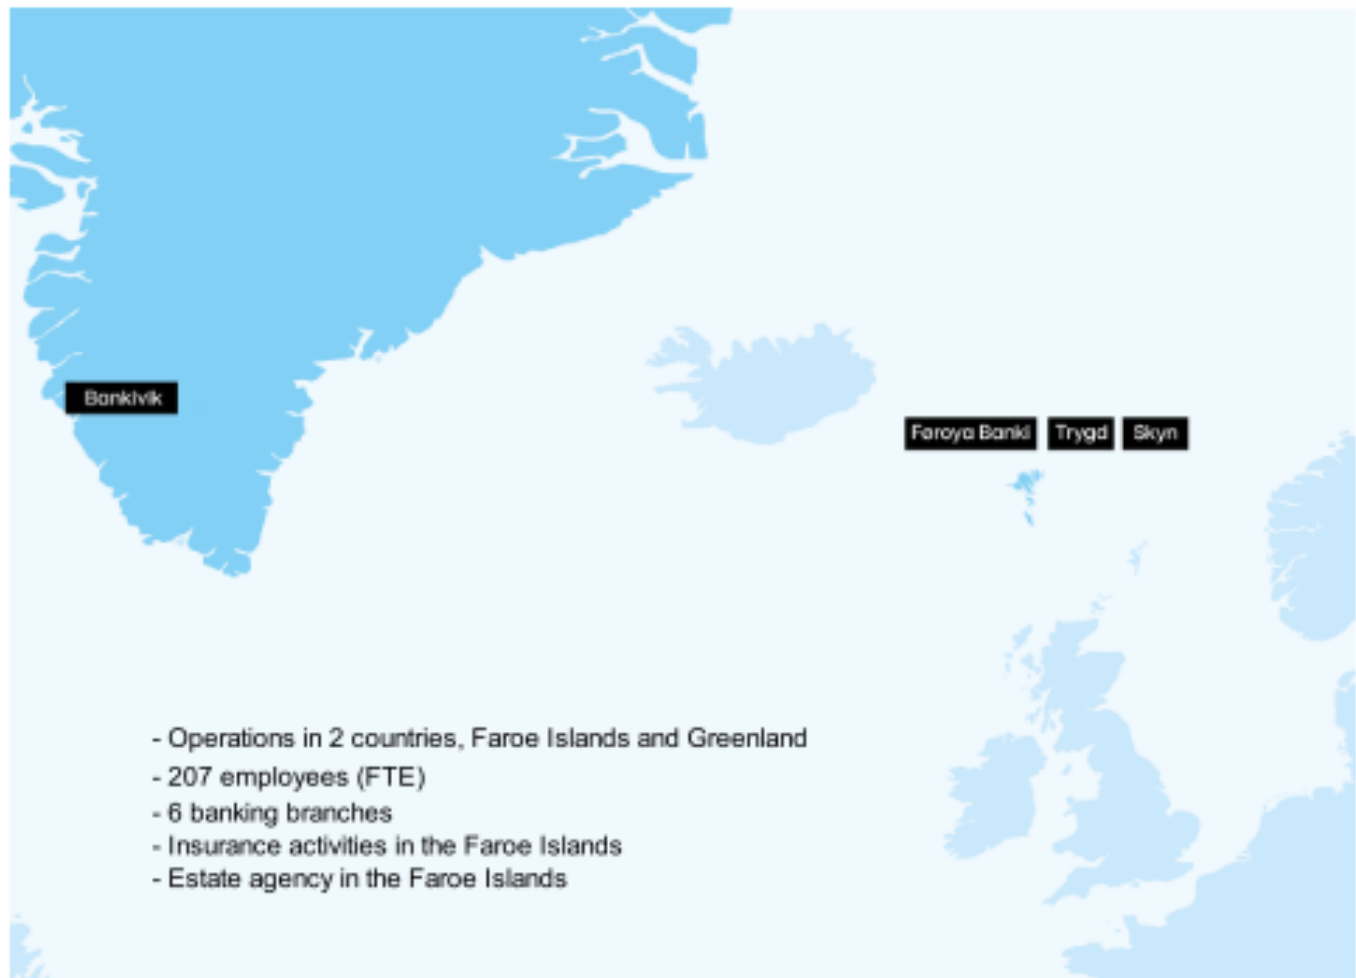 Bankivik
Føroya Banki Trygd Skyn
- Operations in 2 countries, Faroe Islands and Greenland
- 207 employees (FTE)
- 6 banking branches
- Insurance activities in the Faroe Islands
- Estate agency in the Faroe Islands